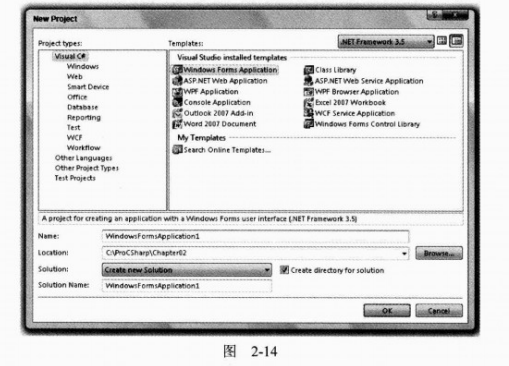 New Project
Project types:
Templates:
.NET Framework 3.5
Visual C#
Windows
Web
Smart Device
Office
Database
Reporting
Test
WCF
Workflow
Other Languages
Other Project Types
Test Projects
Visual Studio installed templates
Windows Forms Application
Class Library
ASP.NET Web Application
ASP.NET Web Service Application
WPF Application
WPF Browser Application
Console Application
Excel 2007 Workbook
Outlook 2007 Add-in
WCF Service Application
Word 2007 Document
Windows Forms Control Library
My Templates
Search Online Templates...
A project for creating an application with a Windows Forms user interface (.NET Framework 3.5)
Name:
WindowsFormsApplication1
Location:
C:\ProCSharp\Chapter02
Browse...
Solution:
Create new Solution
Create directory for solution
Solution Name:
WindowsFormsApplication1
OK
Cancel
图 2-14